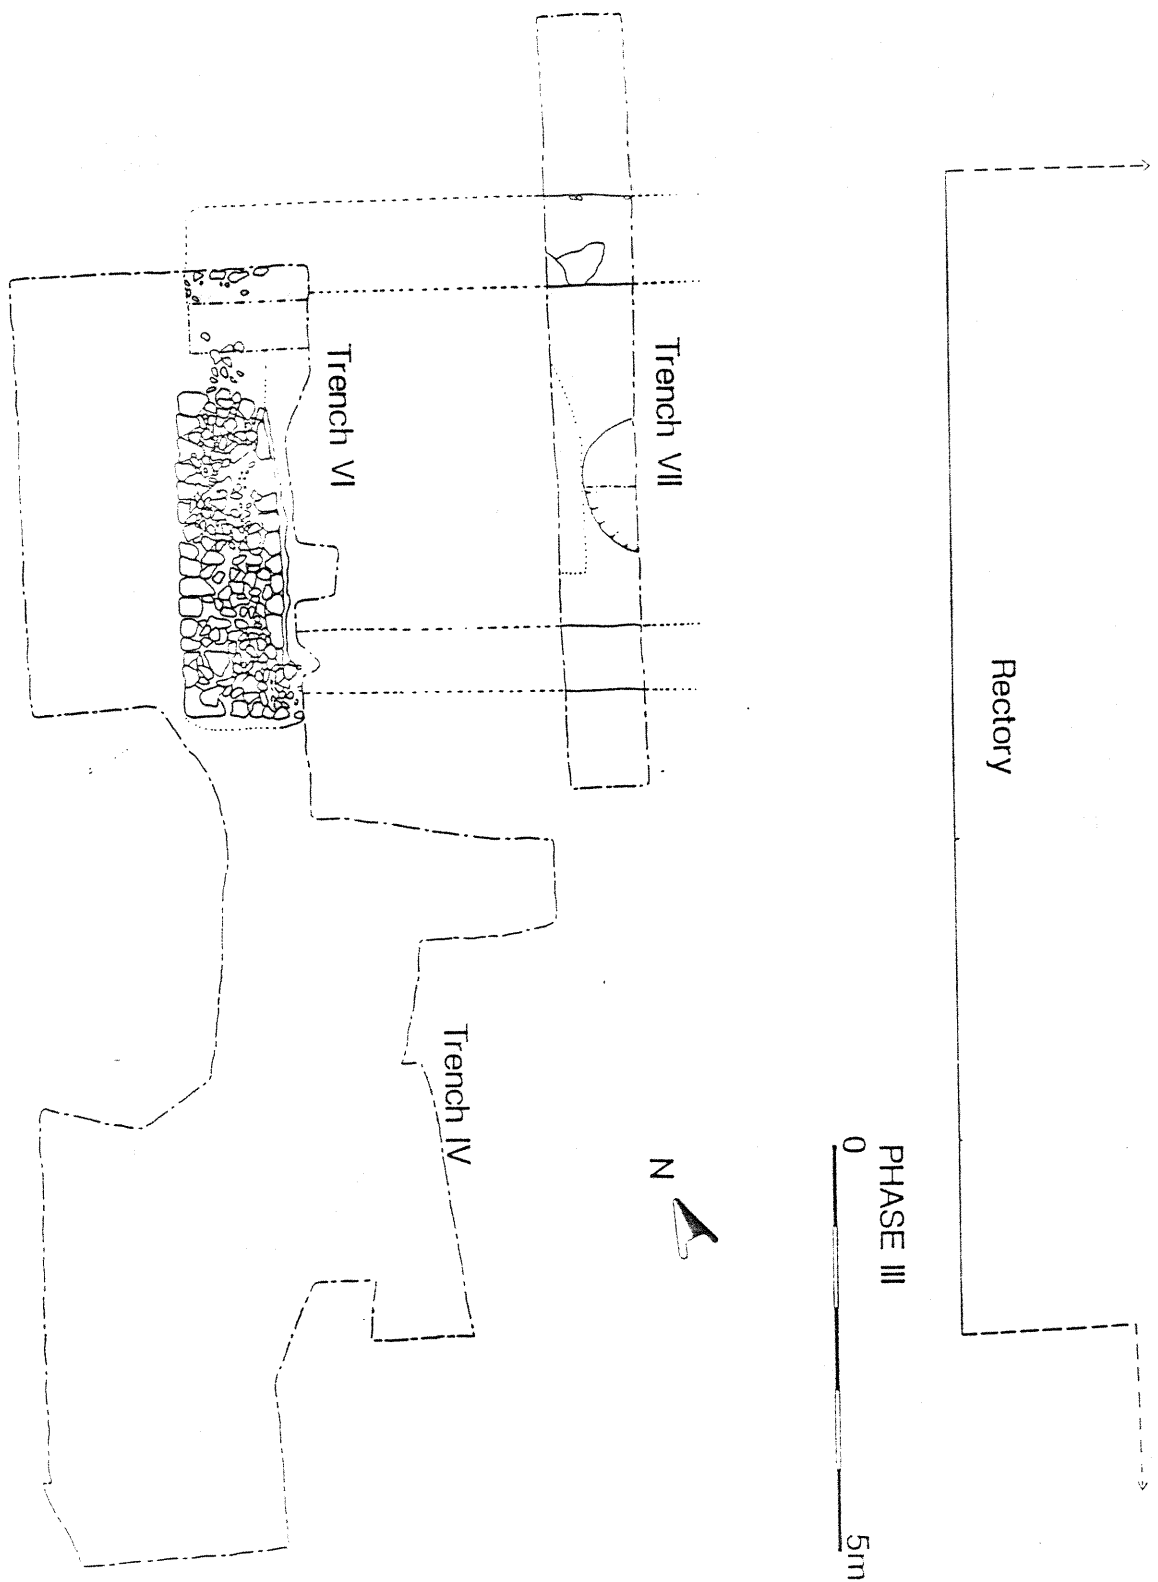 Trench VI
Trench VII
Rectory
Trench IV
N
PHASE III
0
5m